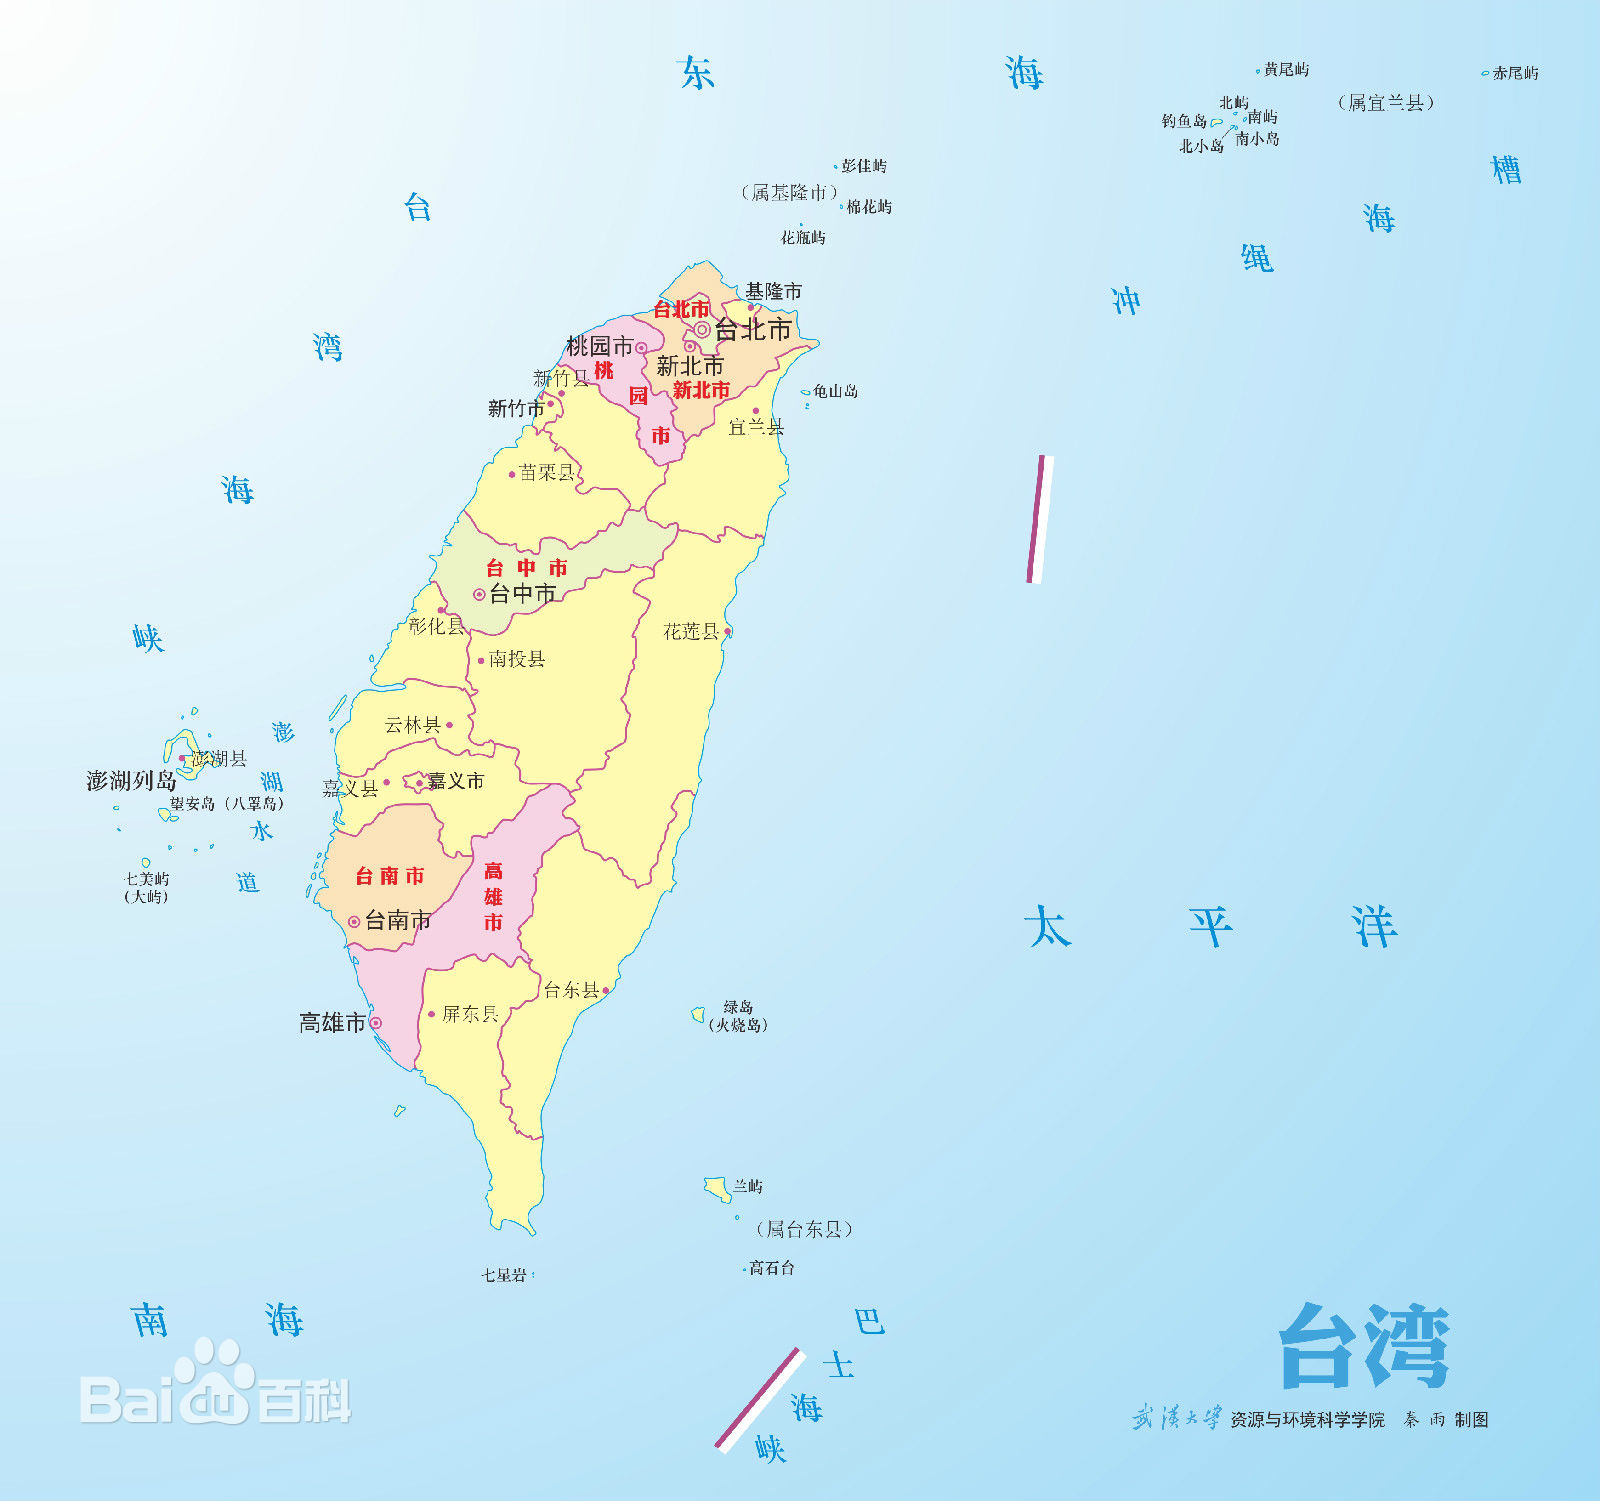 东海
黄尾屿
赤尾屿
(属宜兰县)
北屿
钓鱼岛
南屿
北小岛
南小岛
彭佳屿
(属基隆市)
棉花屿
花瓶屿
冲绳海槽
台湾海峡
基隆市
台北市
台北市
桃园市
桃园市
新北市
新北市
新竹县
新竹市
龟山岛
宜兰县
苗栗县
台中市
台中市
彰化县
花莲县
南投县
云林县
澎湖水道
澎湖县
澎湖列岛
望安岛(八罩岛)
嘉义县
嘉义市
七美屿
(大屿)
台南市
台南市
高雄市
太平洋
台东县
绿岛
(火烧岛)
屏东县
高雄市
兰屿
(属台东县)
高石台
七星岩
南海
巴士海峡
台湾
武汉大学 资源与环境科学学院 秦雨 制图
Bai du 百科